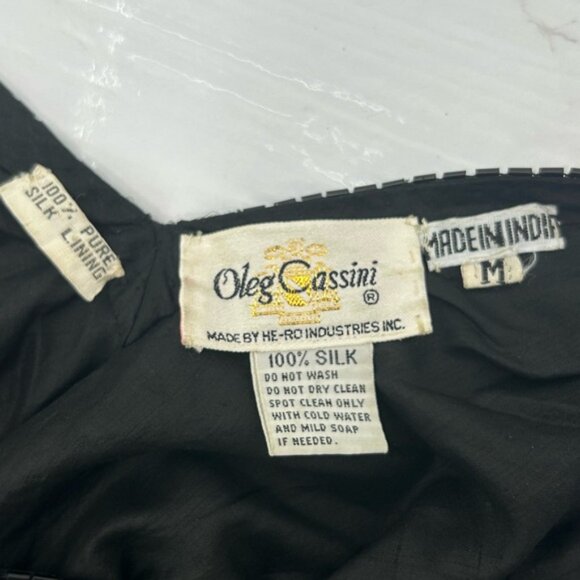 100% PURE
SILK LINING
Oleg Cassini ®
MADE BY HE-RO INDUSTRIES INC.
MADE IN INDIA
M
100% SILK
DO NOT WASH
DO NOT DRY CLEAN
SPOT CLEAN ONLY
WITH COLD WATER
AND MILD SOAP
IF NEEDED.